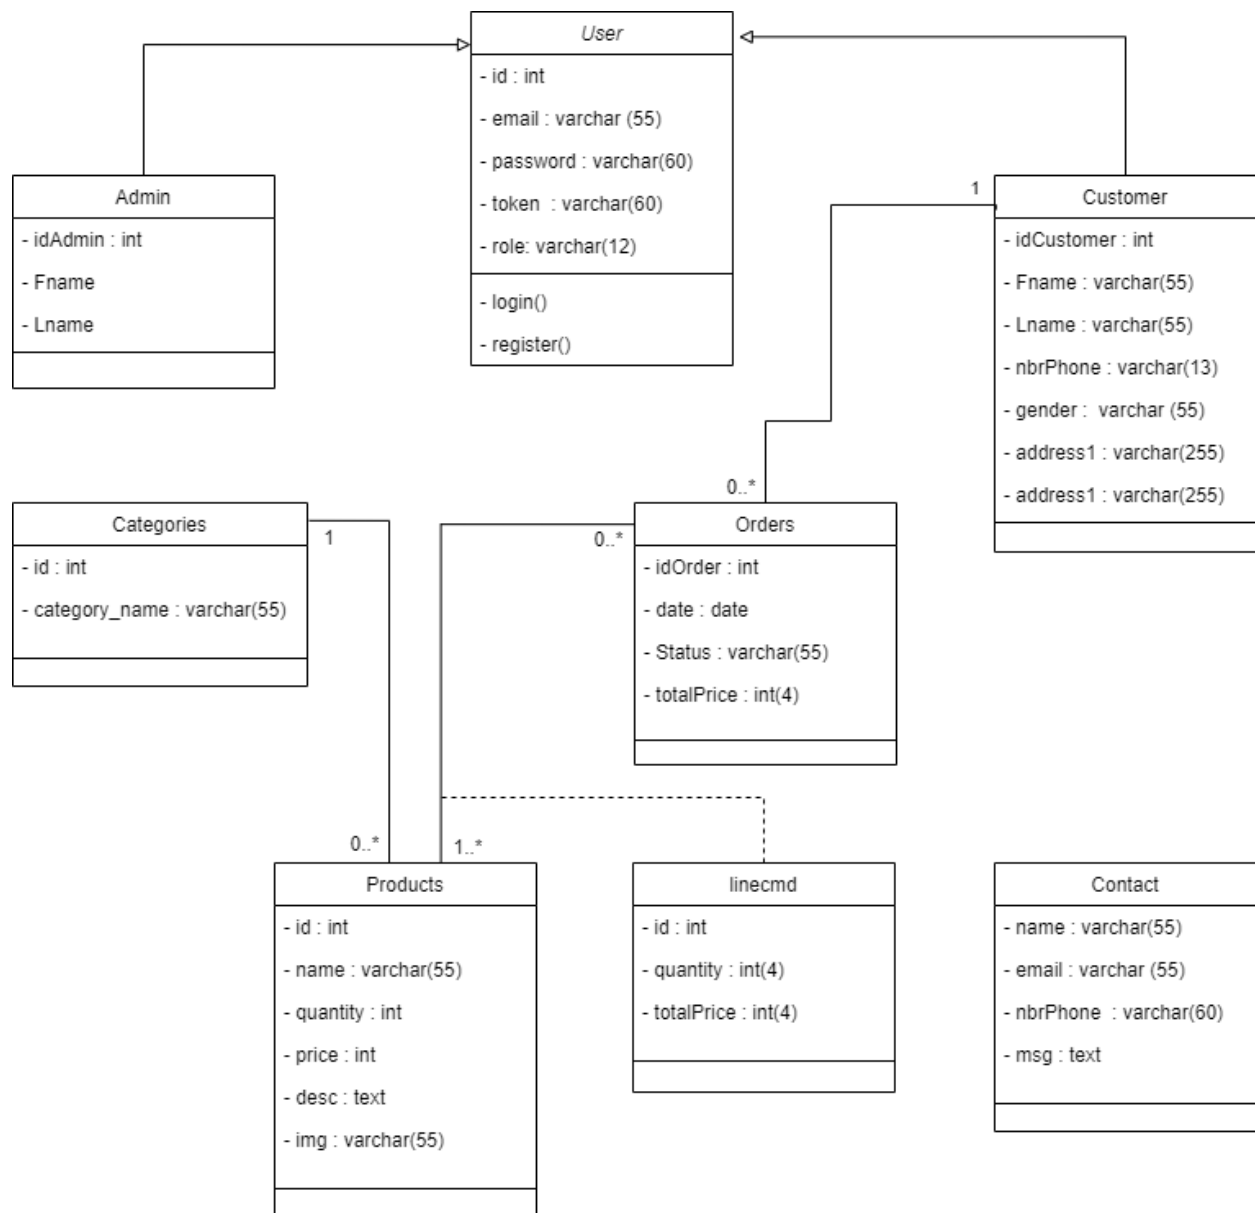 User
- id : int
- email : varchar (55)
- password : varchar(60)
- token  : varchar(60)
- role: varchar(12)
- login()
- register()
Admin
- idAdmin : int
- Fname
- Lname
1
Customer
- idCustomer : int
- Fname : varchar(55)
- Lname : varchar(55)
- nbrPhone : varchar(13)
- gender :  varchar (55)
- address1 : varchar(255)
- address1 : varchar(255)
0..*
Categories
- id : int
- category_name : varchar(55)
1
0..*
Orders
- idOrder : int
- date : date
- Status : varchar(55)
- totalPrice : int(4)
0..*
1..*
Products
- id : int
- name : varchar(55)
- quantity : int
- price : int
- desc : text
- img : varchar(55)
linecmd
- id : int
- quantity : int(4)
- totalPrice : int(4)
Contact
- name : varchar(55)
- email : varchar (55)
- nbrPhone  : varchar(60)
- msg : text